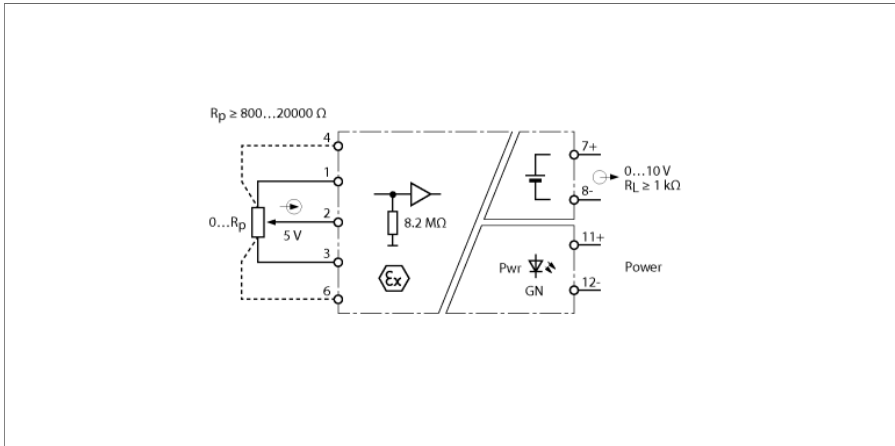 Rp ≥ 800...20000 Ω
4
1
0...Rp
2
5 V
3
6
8.2 MΩ
Ex
7+
0...10 V
8-
RL ≥ 1 kΩ
11+
Pwr
Power
12-
GN